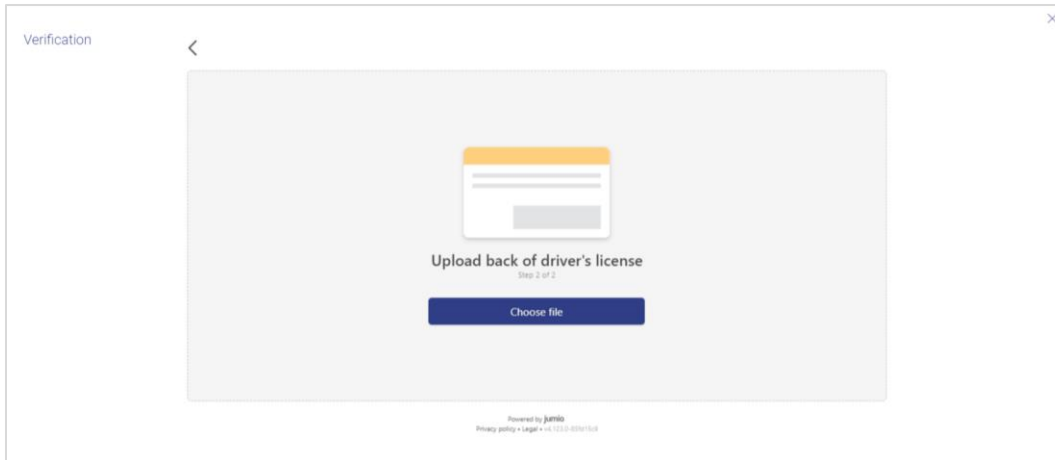 Verification
Upload back of driver's license
Step 2 of 2
Choose file
Powered by jumio
Privacy policy • Legal •